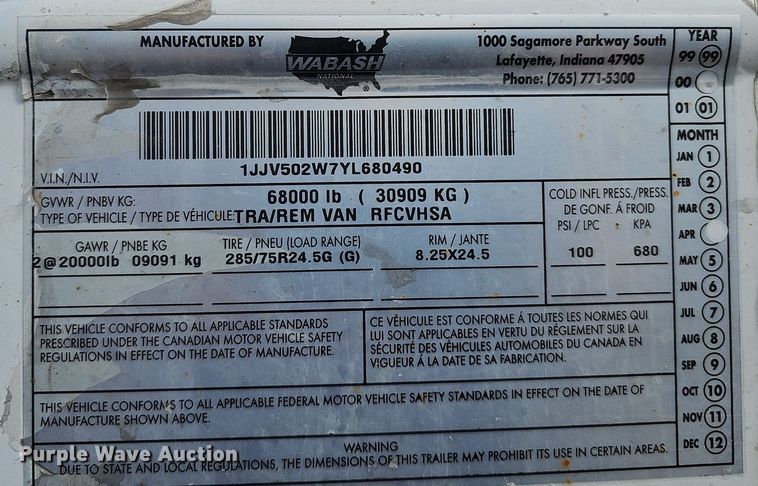 MANUFACTURED BY
WABASH
NATIONAL
®
1000 Sagamore Parkway South
Lafayette, Indiana 47905
Phone: (765) 771-5300
YEAR
99 99
00
01 01
MONTH
JAN 1
FEB 2
MAR 3
APR
MAY 5
JUN 6
JUL 7
AUG 8
SEP 9
OCT 10
NOV 11
DEC 12
1JJV502W7YL680490
V.I.N./N.I.V.
GVWR / PNBV KG: 68000 lb ( 30909 KG )
TYPE OF VEHICLE / TYPE DE VÉHICULE: TRA/REM VAN RFCVHSA
COLD INFL PRESS./PRESS.
DE GONF. Á FROID
PSI / LPC KPA
100 680
GAWR / PNBE KG TIRE / PNEU (LOAD RANGE) RIM / JANTE
2@20000lb 09091 kg 285/75R24.5G (G) 8.25X24.5
THIS VEHICLE CONFORMS TO ALL APPLICABLE STANDARDS
PRESCRIBED UNDER THE CANADIAN MOTOR VEHICLE SAFETY
REGULATIONS IN EFFECT ON THE DATE OF MANUFACTURE.
CE VÉHICULE EST CONFORME Á TOUTES LES NORMES QUI
LUI SONT APPLICABLES EN VERTU DU RÉGLEMENT SUR LA
SÉCURITÉ DES VÉHICULES AUTOMOBILES DU CANADA EN
VIGUEUR Á LA DATE DE SA FABRICATION.
THIS VEHICLE CONFORMS TO ALL APPLICABLE FEDERAL MOTOR VEHICLE SAFETY STANDARDS IN EFFECT ON THE DATE OF
MANUFACTURE SHOWN ABOVE.
WARNING
DUE TO STATE AND LOCAL REGULATIONS, THE DIMENSIONS OF THIS TRAILER MAY PROHIBIT ITS USE IN CERTAIN AREAS.
Purple Wave Auction